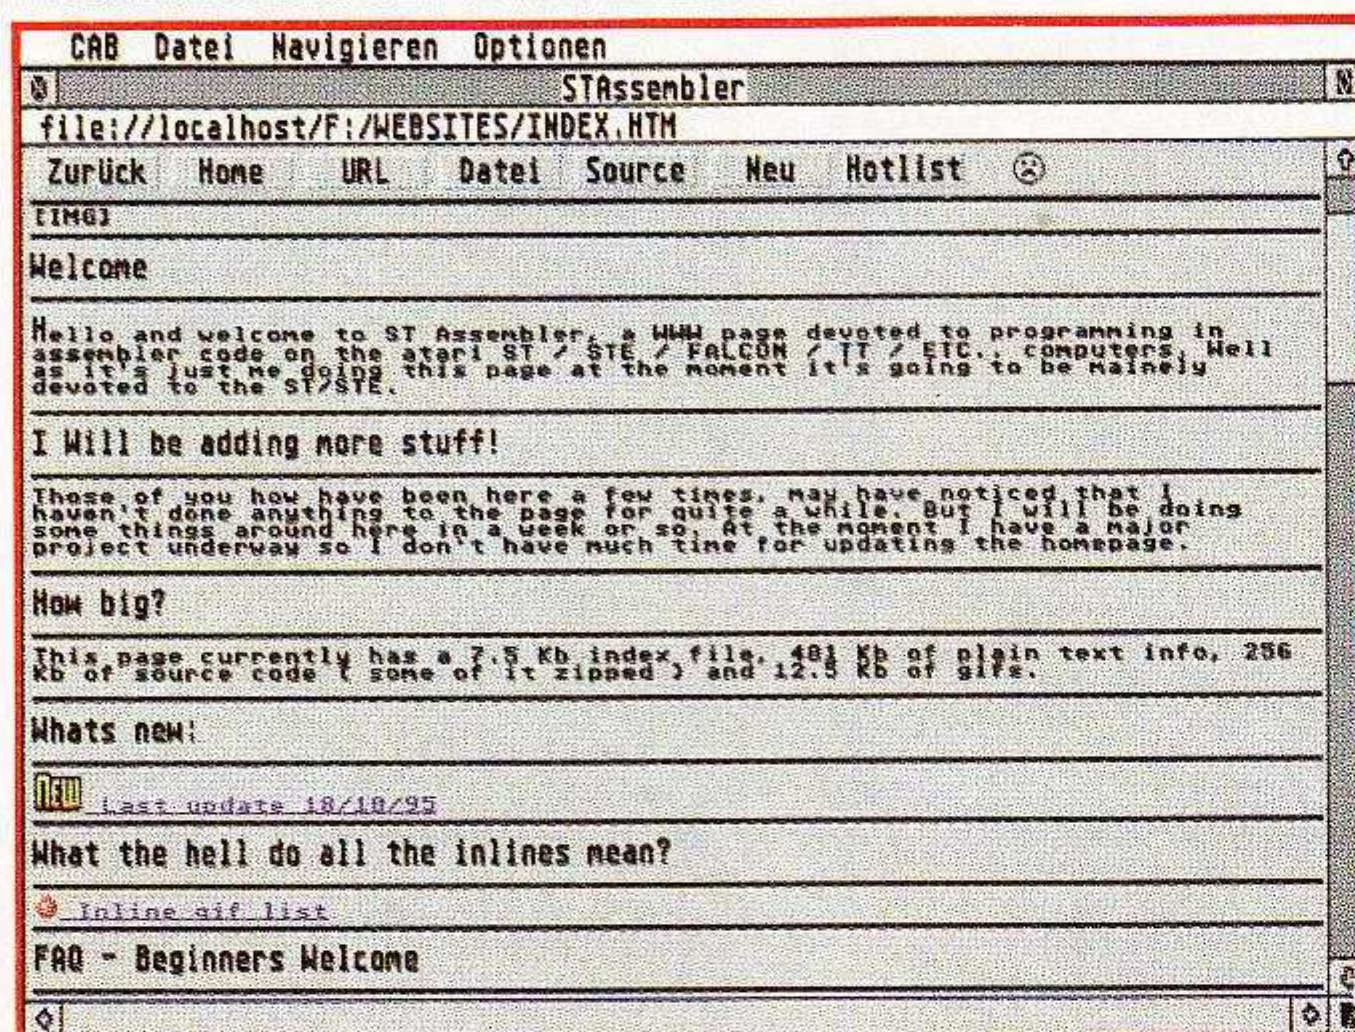 CAB Datei Navigieren Optionen
STAssembler
file://localhost/F:/WEBSITES/INDEX.HTM
Zurück Home URL Datei Source Neu Hotlist
[IMG]
Welcome
Hello and welcome to ST Assembler, a WWW page devoted to programming in
assembler code on the atari ST / STE / FALCON / TT / ETC., computers. Well
as it's just me doing this page at the moment it's going to be mainely
devoted to the ST/STE.
I Will be adding more stuff!
Those of you how have been here a few times, may have noticed that I
haven't done anything to the page for quite a while. But I will be doing
some things around here in a week or so. At the moment I have a major
project underway so I don't have much time for updating the homepage.
How big?
This page currently has a 7.5 Kb index file, 401 Kb of plain text info, 256
Kb of source code ( some of it zipped ) and 12.5 Kb of gifs.
Whats new:
NEW Last update 18/10/95
What the hell do all the inlines mean?
Inline gif list
FAQ - Beginners Welcome